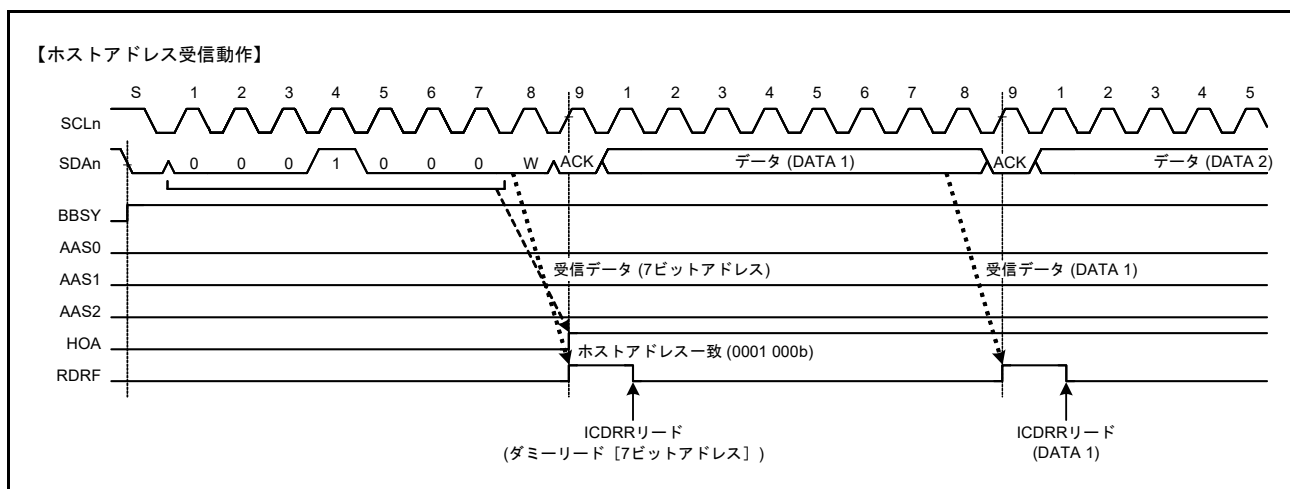 【ホストアドレス受信動作】
S 1 2 3 4 5 6 7 8 9 1 2 3 4 5 6 7 8 9 1 2 3 4 5
SCLn
SDAn 0 0 0 1 0 0 0 W ACK データ (DATA 1) ACK データ (DATA 2)
BBSY
AAS0
受信データ (7ビットアドレス) 受信データ (DATA 1)
AAS1
AAS2
HOA
ホストアドレス一致 (0001 000b)
RDRF
ICDRRリード ICDRRリード
(ダミーリード [7ビットアドレス] ) (DATA 1)